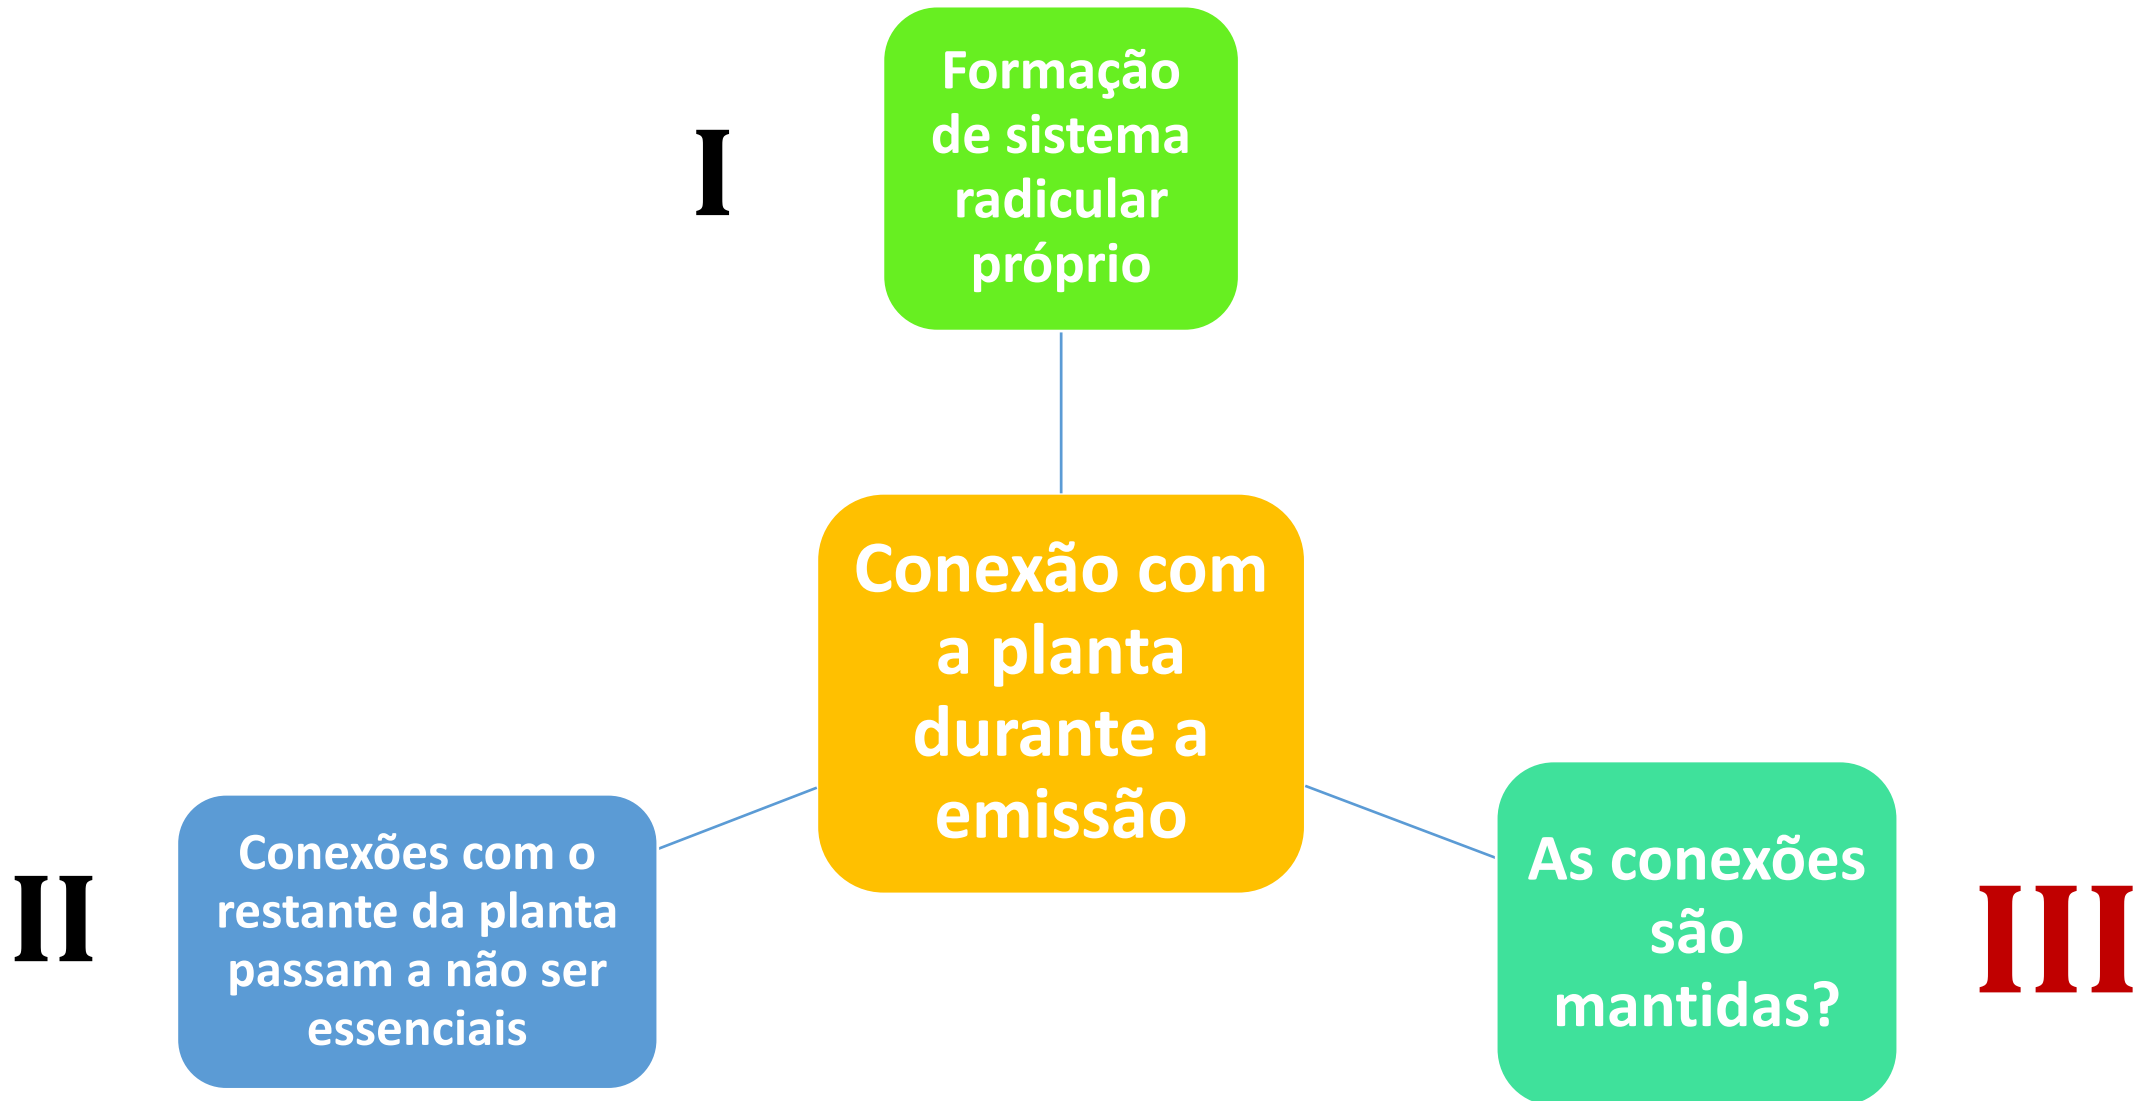 I
Formação
de sistema
radicular
próprio
Conexão com
a planta
durante a
emissão
II
Conexões com o
restante da planta
passam a não ser
essenciais
As conexões
são
mantidas?
III